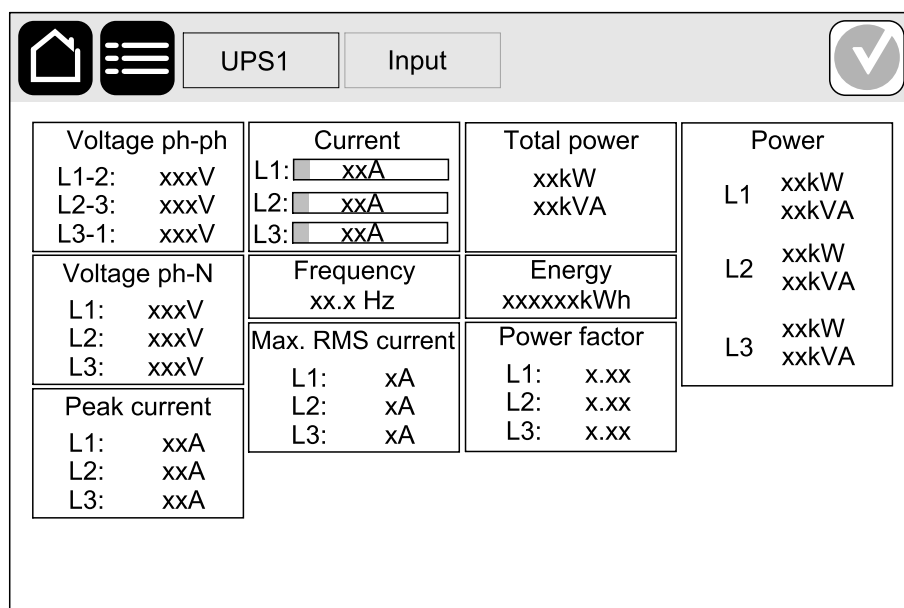 UPS1
Input
Voltage ph-ph
L1-2: xxxV
L2-3: xxxV
L3-1: xxxV
Voltage ph-N
L1: xxxV
L2: xxxV
L3: xxxV
Peak current
L1: xxA
L2: xxA
L3: xxA
Current
L1: xxA
L2: xxA
L3: xxA
Frequency
xx.x Hz
Max. RMS current
L1: xA
L2: xA
L3: xA
Total power
xxkW
xxkVA
Energy
xxxxxxkWh
Power factor
L1: x.xx
L2: x.xx
L3: x.xx
Power
L1 xxkW
xxkVA
L2 xxkW
xxkVA
L3 xxkW
xxkVA